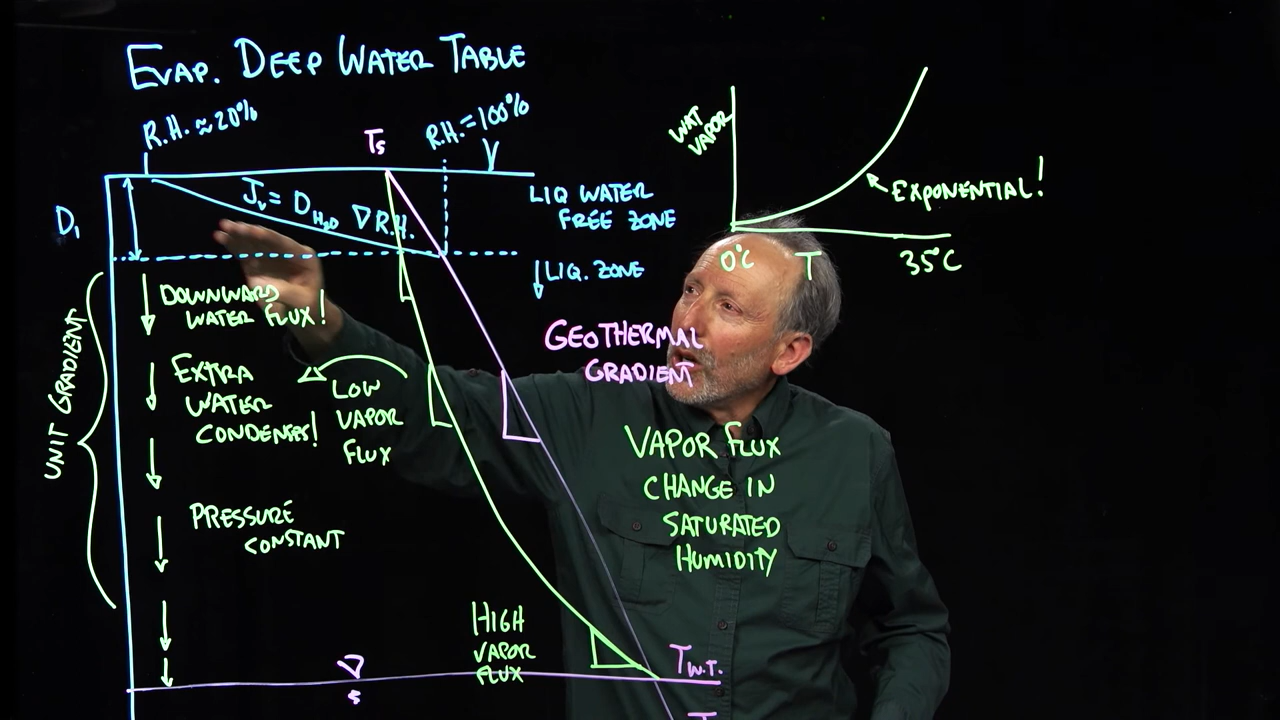 EVAP. DEEP WATER TABLE
R.H. ≈ 20%
Ts
R.H. = 100%
D₁
Jᵥ = D_H₂O ∇ R.H.
LIQ WATER
FREE ZONE
LIQ. ZONE
UNIT GRADIENT
DOWNWARD
WATER FLUX!
EXTRA
WATER
CONDENSES!
LOW
VAPOR
FLUX
PRESSURE
CONSTANT
GEOTHERMAL
GRADIENT
VAPOR FLUX
CHANGE IN
SATURATED
HUMIDITY
HIGH
VAPOR
FLUX
T W.T.
T
WAT
VAPOR
EXPONENTIAL!
0°C
T
35°C